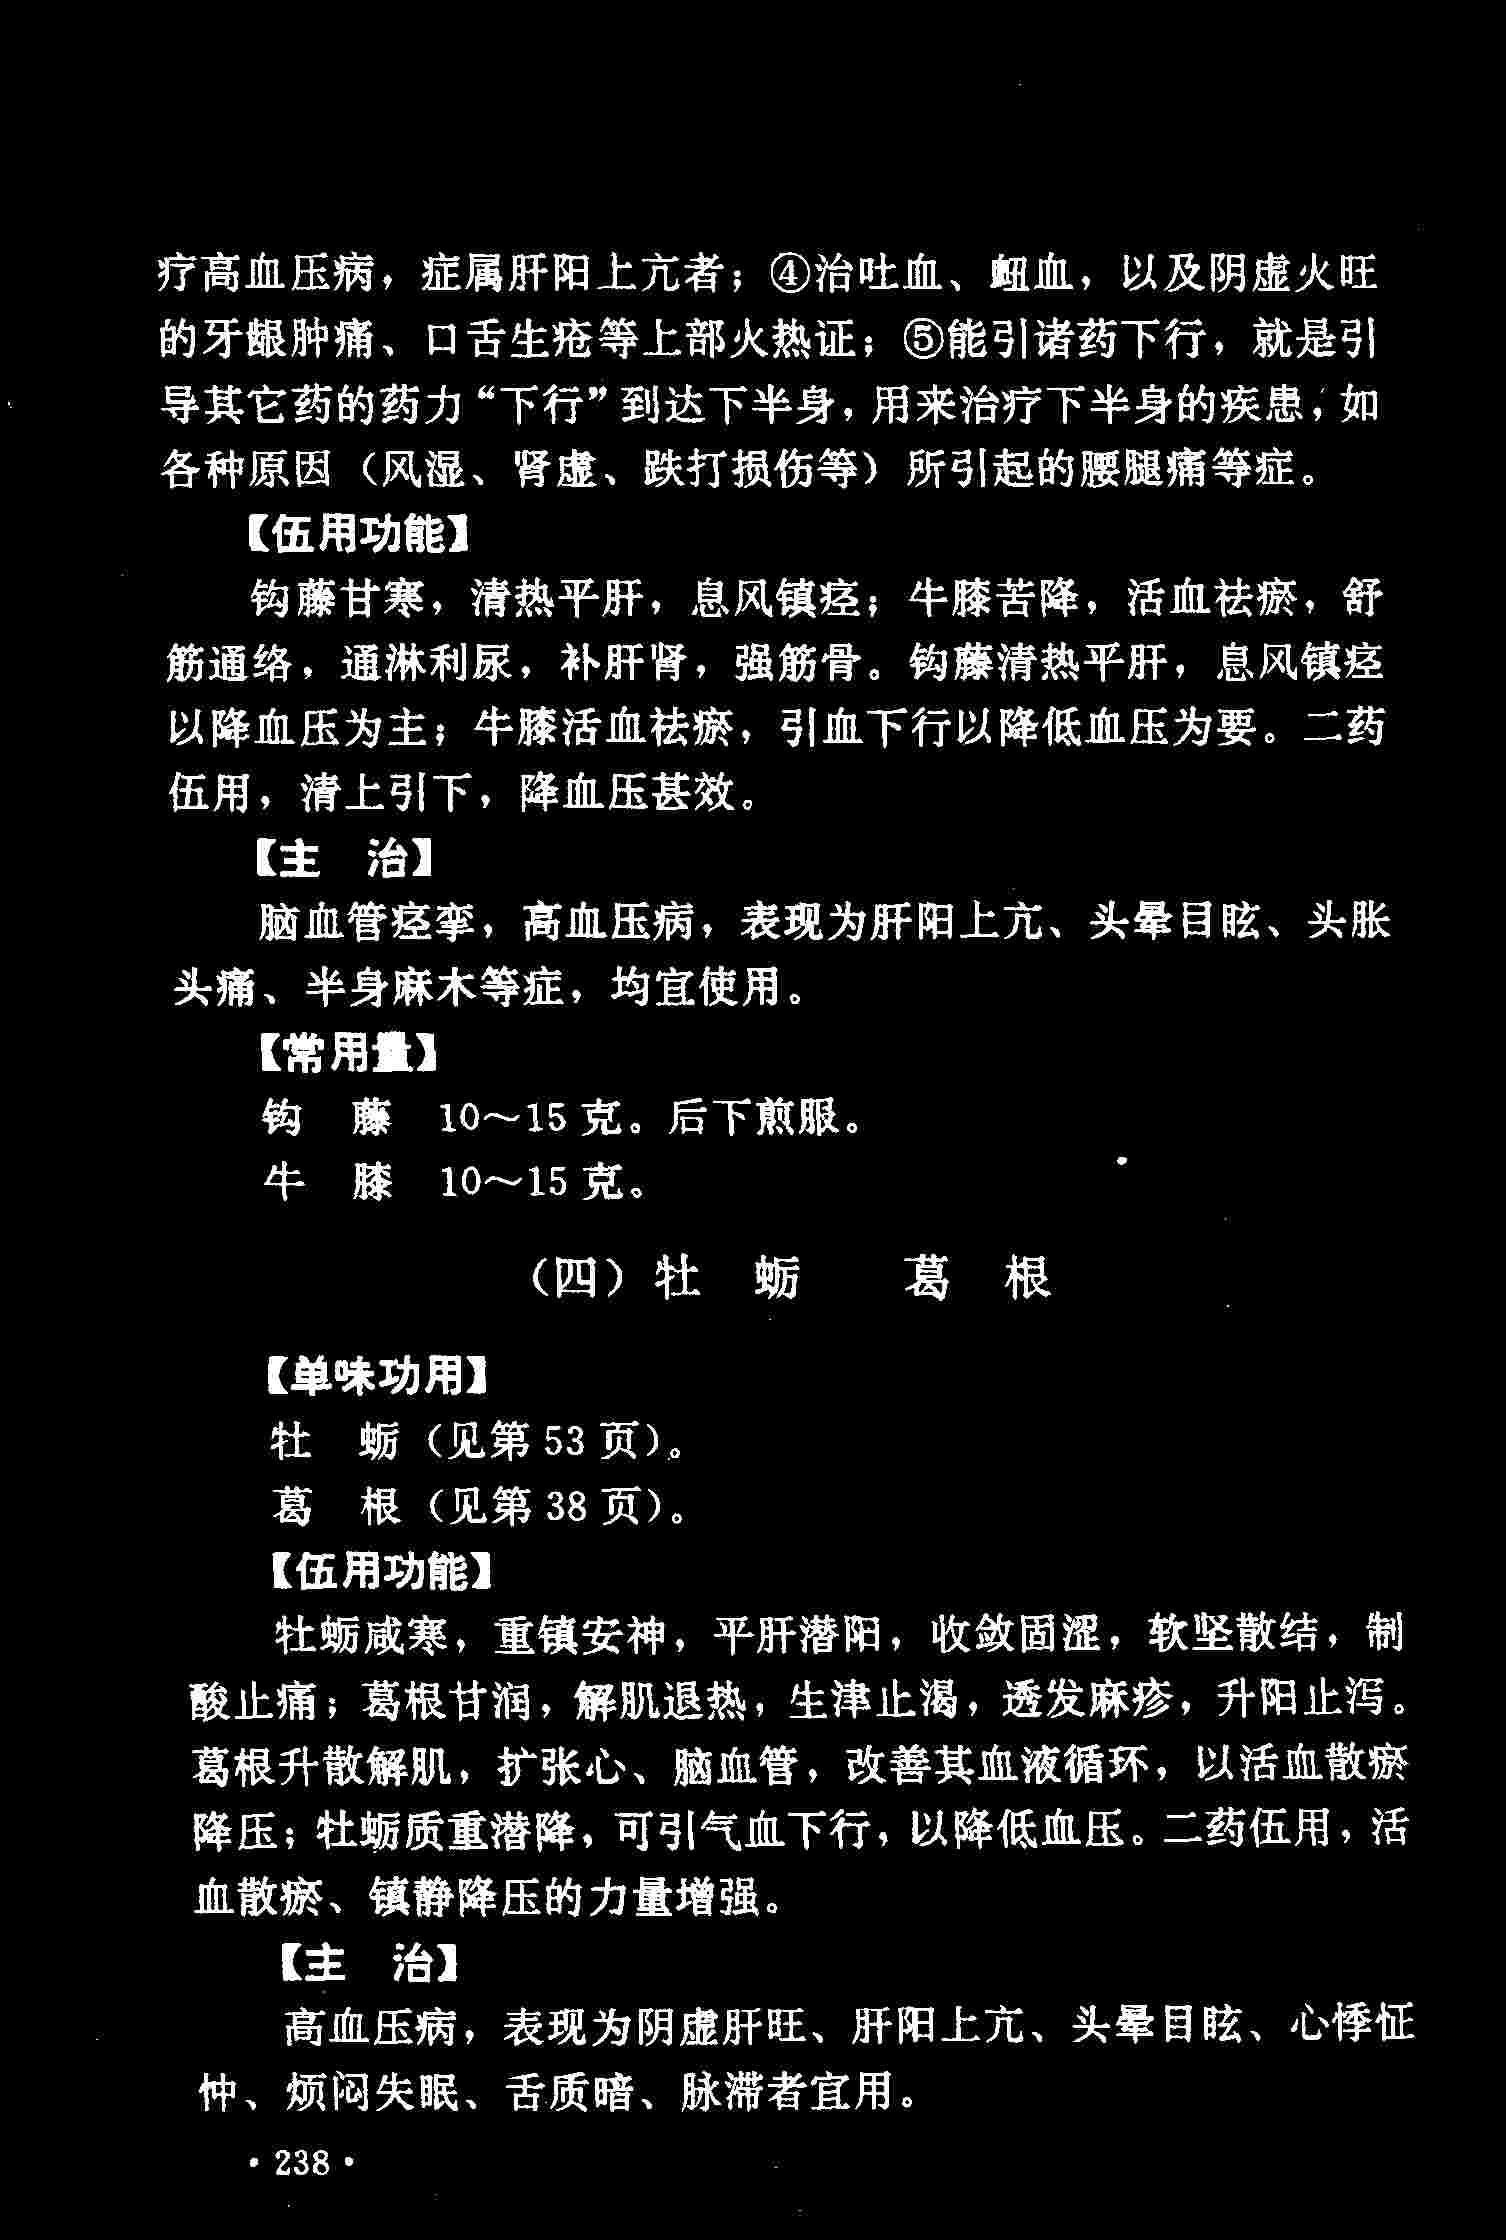 疗高血压病，症属肝阳上亢者；④治吐血、衄血，以及阴虚火旺
的牙龈肿痛、口舌生疮等上部火热证；⑤能引诸药下行，就是引
导其它药的药力“下行”到达下半身，用来治疗下半身的疾患，如
各种原因（风湿、肾虚、跌打损伤等）所引起的腰腿痛等症。
【伍用功能】
钩藤甘寒，清热平肝，息风镇痉；牛膝苦降，活血祛瘀，舒
筋通络，通淋利尿，补肝肾，强筋骨。钩藤清热平肝，息风镇痉
以降血压为主；牛膝活血祛瘀，引血下行以降低血压为要。二药
伍用，清上引下，降血压甚效。
【主　治】
脑血管痉挛，高血压病，表现为肝阳上亢、头晕目眩、头胀
头痛、半身麻木等症，均宜使用。
【常用量】
钩　藤　10～15克。后下煎服。
牛　膝　10～15克。
（四）牡　蛎　　葛　根
【单味功用】
牡　蛎（见第53页）。
葛　根（见第38页）。
【伍用功能】
牡蛎咸寒，重镇安神，平肝潜阳，收敛固涩，软坚散结，制
酸止痛；葛根甘润，解肌退热，生津止渴，透发麻疹，升阳止泻。
葛根升散解肌，扩张心、脑血管，改善其血液循环，以活血散瘀
降压；牡蛎质重潜降，可引气血下行，以降低血压。二药伍用，活
血散瘀、镇静降压的力量增强。
【主　治】
高血压病，表现为阴虚肝旺、肝阳上亢、头晕目眩、心悸怔
忡、烦闷失眠、舌质暗、脉滞者宜用。
·238·